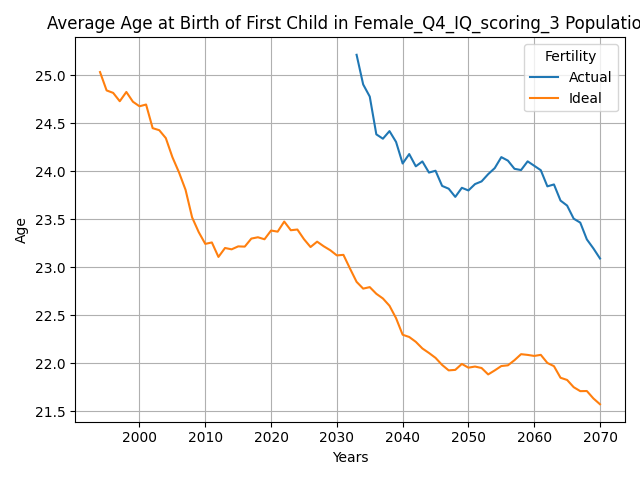 Average Age at Birth of First Child in Female_Q4_IQ_scoring_3 Populatio
Fertility
Actual
Ideal
25.0
24.5
24.0
23.5
23.0
22.5
22.0
21.5
Age
2000 2010 2020 2030 2040 2050 2060 2070
Years